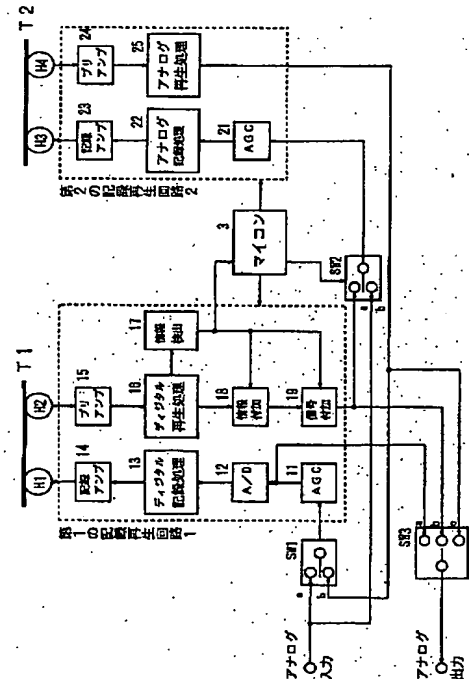 T1
T2
H1
H2
H3
H4
14
記録
アンプ
15
プリ
アンプ
23
記録
アンプ
24
プリ
アンプ
13
ディジタル
記録処理
16
ディジタル
再生処理
17
情報
検出
22
アナログ
記録処理
25
アナログ
再生処理
12
A/D
18
情報
付加
11
AGC
19
信号
付加
21
AGC
第1の記録再生回路1
第2の記録再生回路2
3
マイコン
SW1
a
b
SW2
a
b
SW3
a
b
c
アナログ
入力
アナログ
出力